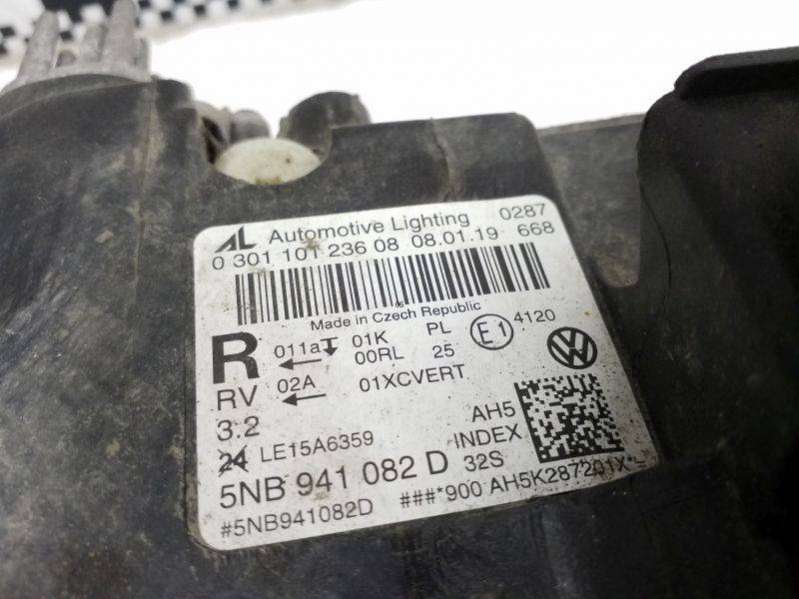 AL Automotive Lighting 0287
0 301 101 236 08 08.01.19 668
Made in Czech Republic
R 011a 01K PL E1 4120
00RL 25
RV 02A 01XCVERT
3.2 AH5
24 LE15A6359 INDEX
5NB 941 082 D 32S
#5NB941082D ###*900 AH5K287201X*=